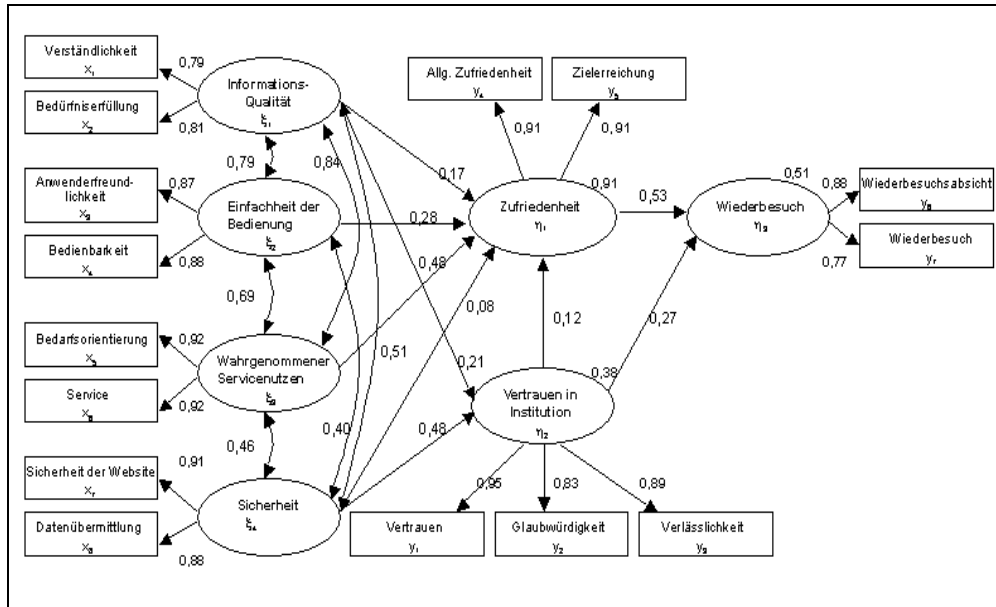 Verständlichkeit
x₁
0,79
Bedürfniserfüllung
x₂
0,81
Informations-
Qualität
ξ₁
0,79
0,84
Anwenderfreund-
lichkeit
x₃
0,87
Bedienbarkeit
x₄
0,88
Einfachheit der
Bedienung
ξ₂
0,69
Bedarfsorientierung
x₅
0,92
Service
x₆
0,92
Wahrgenommener
Servicenutzen
ξ₃
0,46
0,40
0,51
Sicherheit der Website
x₇
0,91
Datenübermittlung
x₈
0,88
Sicherheit
ξ₄
0,17
0,28
0,48
0,08
0,21
0,48
Allg. Zufriedenheit
y₄
0,91
Zielerreichung
y₅
0,91
Zufriedenheit
η₁
0,91
0,53
0,12
0,27
Vertrauen in
Institution
η₂
0,38
0,95
0,83
0,89
Vertrauen
y₁
Glaubwürdigkeit
y₂
Verlässlichkeit
y₃
Wiederbesuch
η₃
0,51
0,88
Wiederbesuchsabsicht
y₆
0,77
Wiederbesuch
y₇